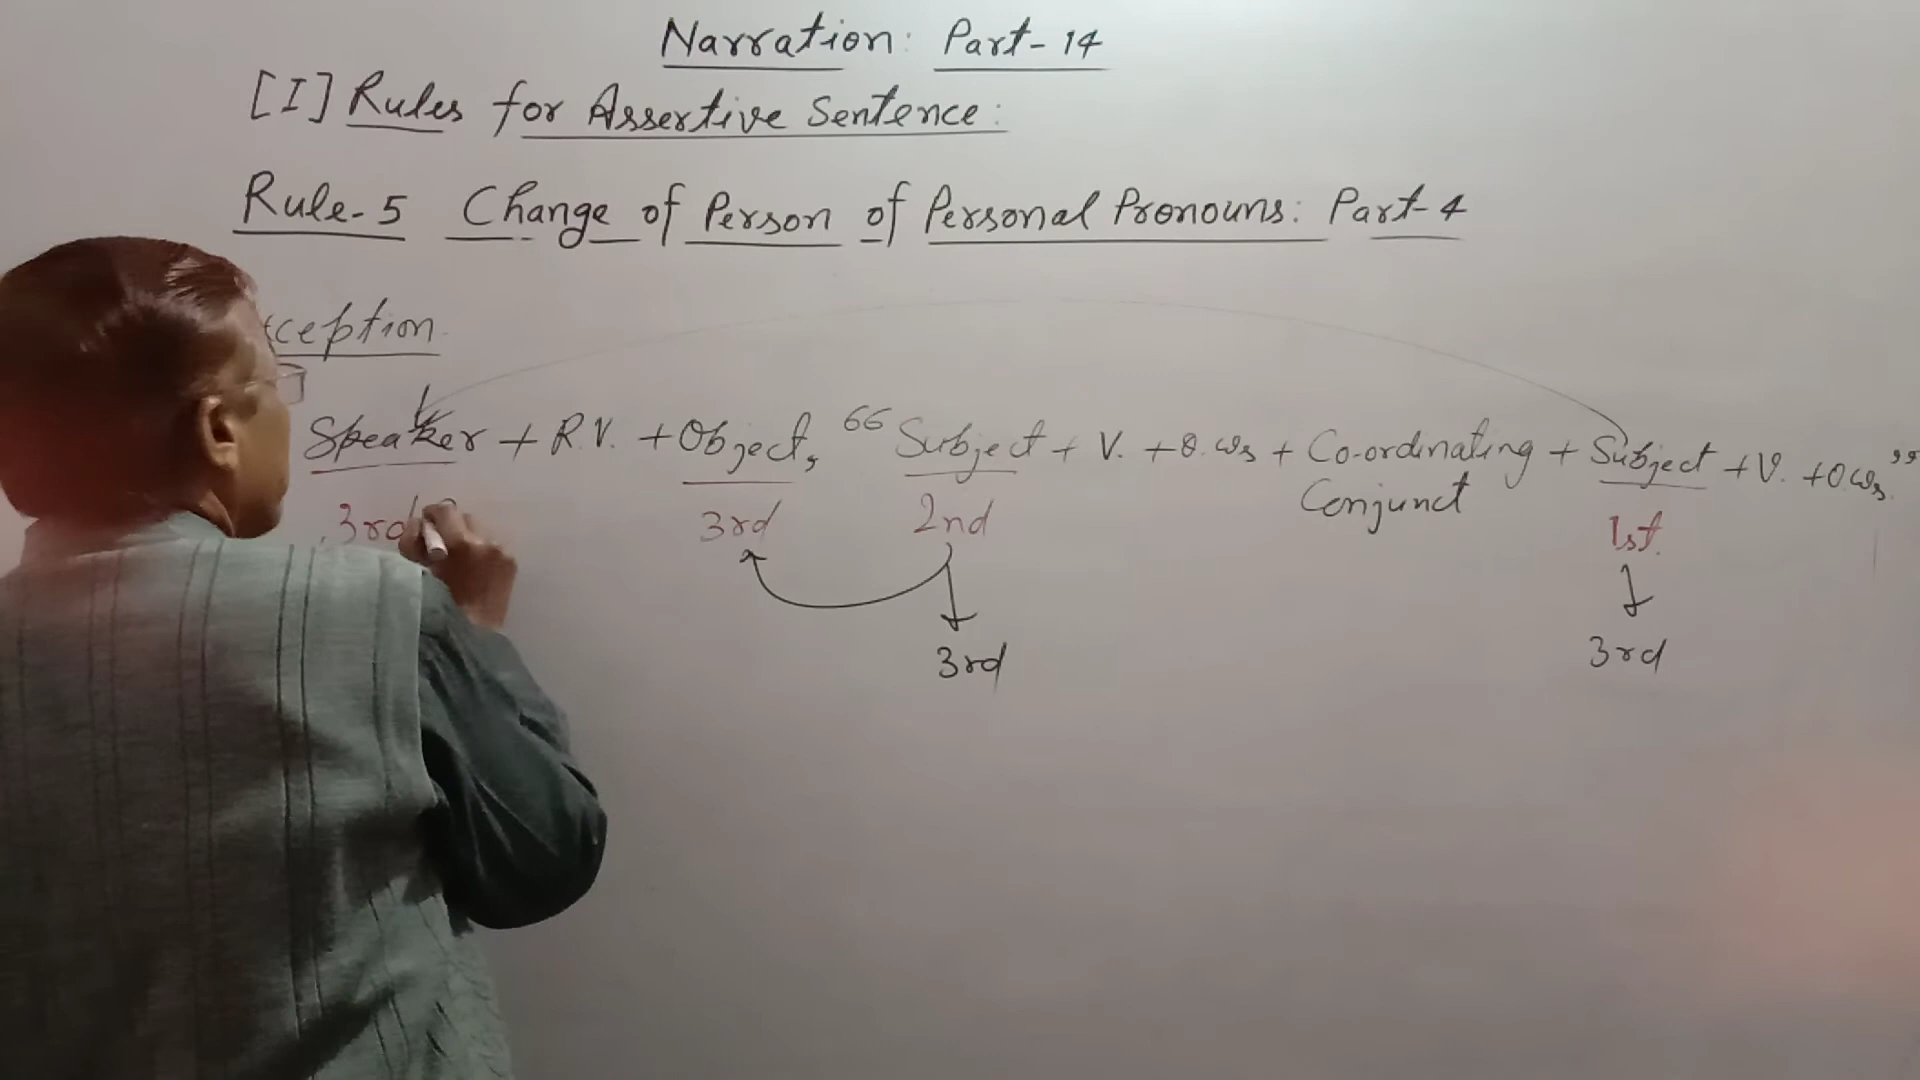 Narration: Part-14
[I] Rules for Assertive Sentence:
Rule-5 Change of Person of Personal Pronouns: Part-4
xception
Speaker + R.V. + Object, “ Subject + V. + O.Ws + Co-ordinating Conjunct + Subject + V. + O.Ws.”
3rd 3rd 2nd 1st.
3rd 3rd